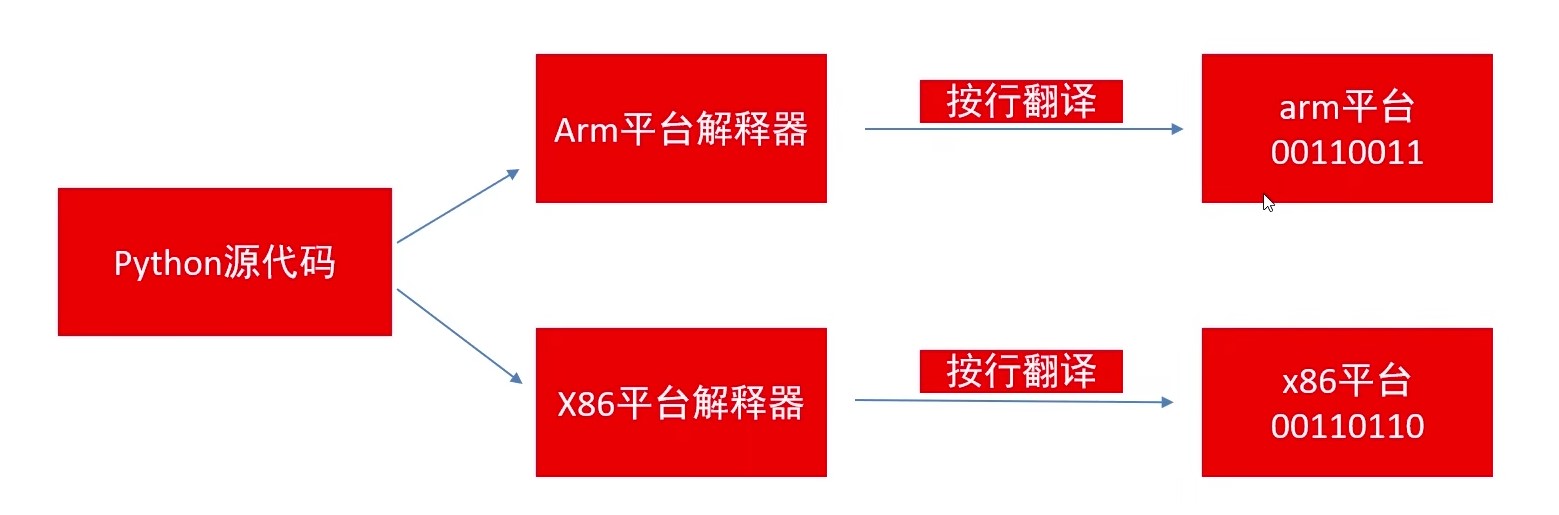 Python源代码
Arm平台解释器
按行翻译
arm平台
00110011
X86平台解释器
按行翻译
x86平台
00110110